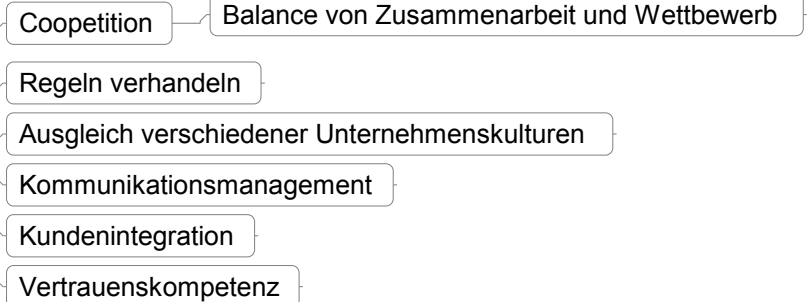 Coopetition
Balance von Zusammenarbeit und Wettbewerb
Regeln verhandeln
Ausgleich verschiedener Unternehmenskulturen
Kommunikationsmanagement
Kundenintegration
Vertrauenskompetenz